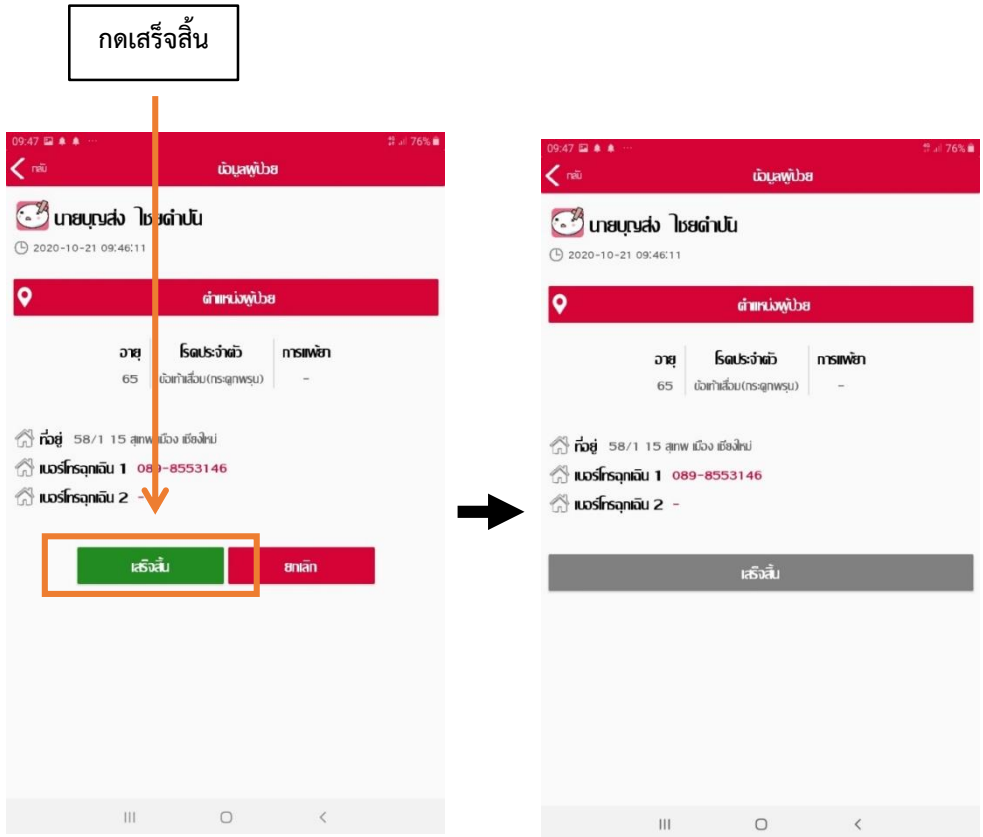 กดเสร็จสิ้น
09:47
76%
กลับ
ข้อมูลผู้ป่วย
นายบุญส่ง ไชยคำปัน
2020-10-21 09:46:11
ตำแหน่งผู้ป่วย
อายุ โรคประจำตัว การแพ้ยา
65 ข้อเท้าเสื่อม(กระดูกพรุน) -
ที่อยู่ 58/1 15 สุเทพ เมือง เชียงใหม่
เบอร์โทรฉุกเฉิน 1 089-8553146
เบอร์โทรฉุกเฉิน 2 -
เสร็จสิ้น ยกเลิก
09:47
76%
กลับ
ข้อมูลผู้ป่วย
นายบุญส่ง ไชยคำปัน
2020-10-21 09:46:11
ตำแหน่งผู้ป่วย
อายุ โรคประจำตัว การแพ้ยา
65 ข้อเท้าเสื่อม(กระดูกพรุน) -
ที่อยู่ 58/1 15 สุเทพ เมือง เชียงใหม่
เบอร์โทรฉุกเฉิน 1 089-8553146
เบอร์โทรฉุกเฉิน 2 -
เสร็จสิ้น